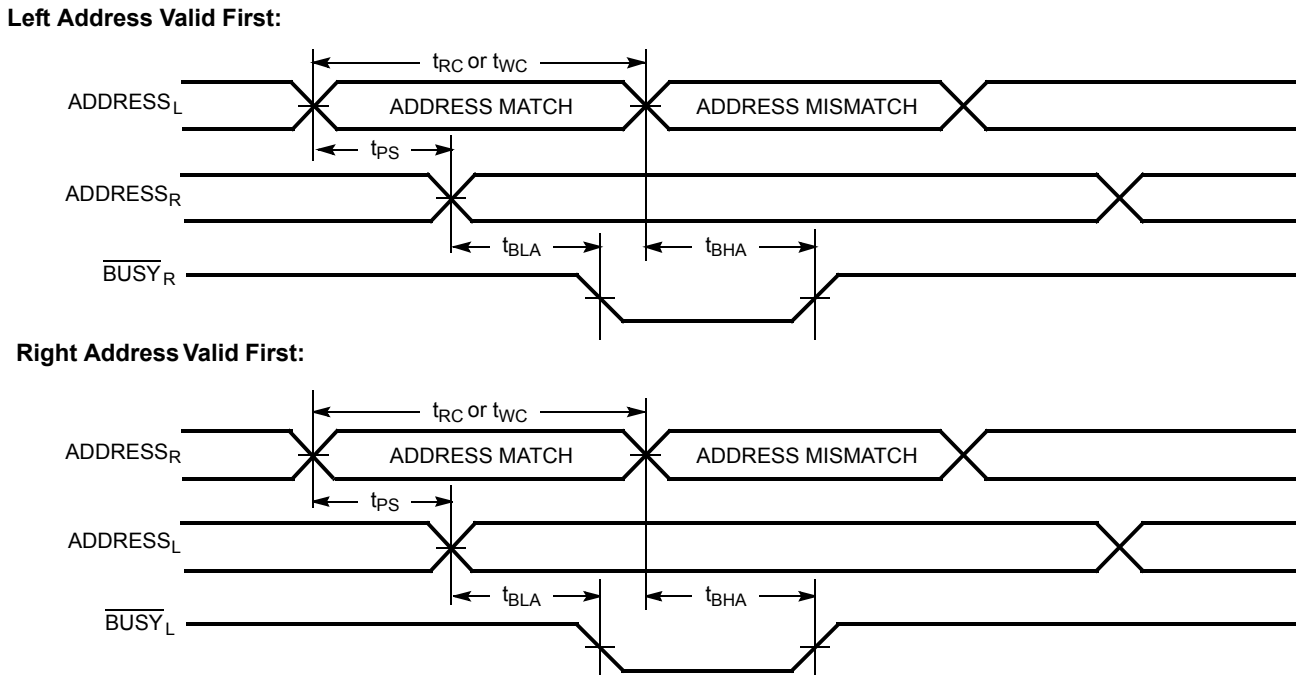 Left Address Valid First:
tRC or tWC
ADDRESSL
ADDRESS MATCH
ADDRESS MISMATCH
tPS
ADDRESSR
tBLA
tBHA
BUSYR
Right Address Valid First:
tRC or tWC
ADDRESSR
ADDRESS MATCH
ADDRESS MISMATCH
tPS
ADDRESSL
tBLA
tBHA
BUSYL